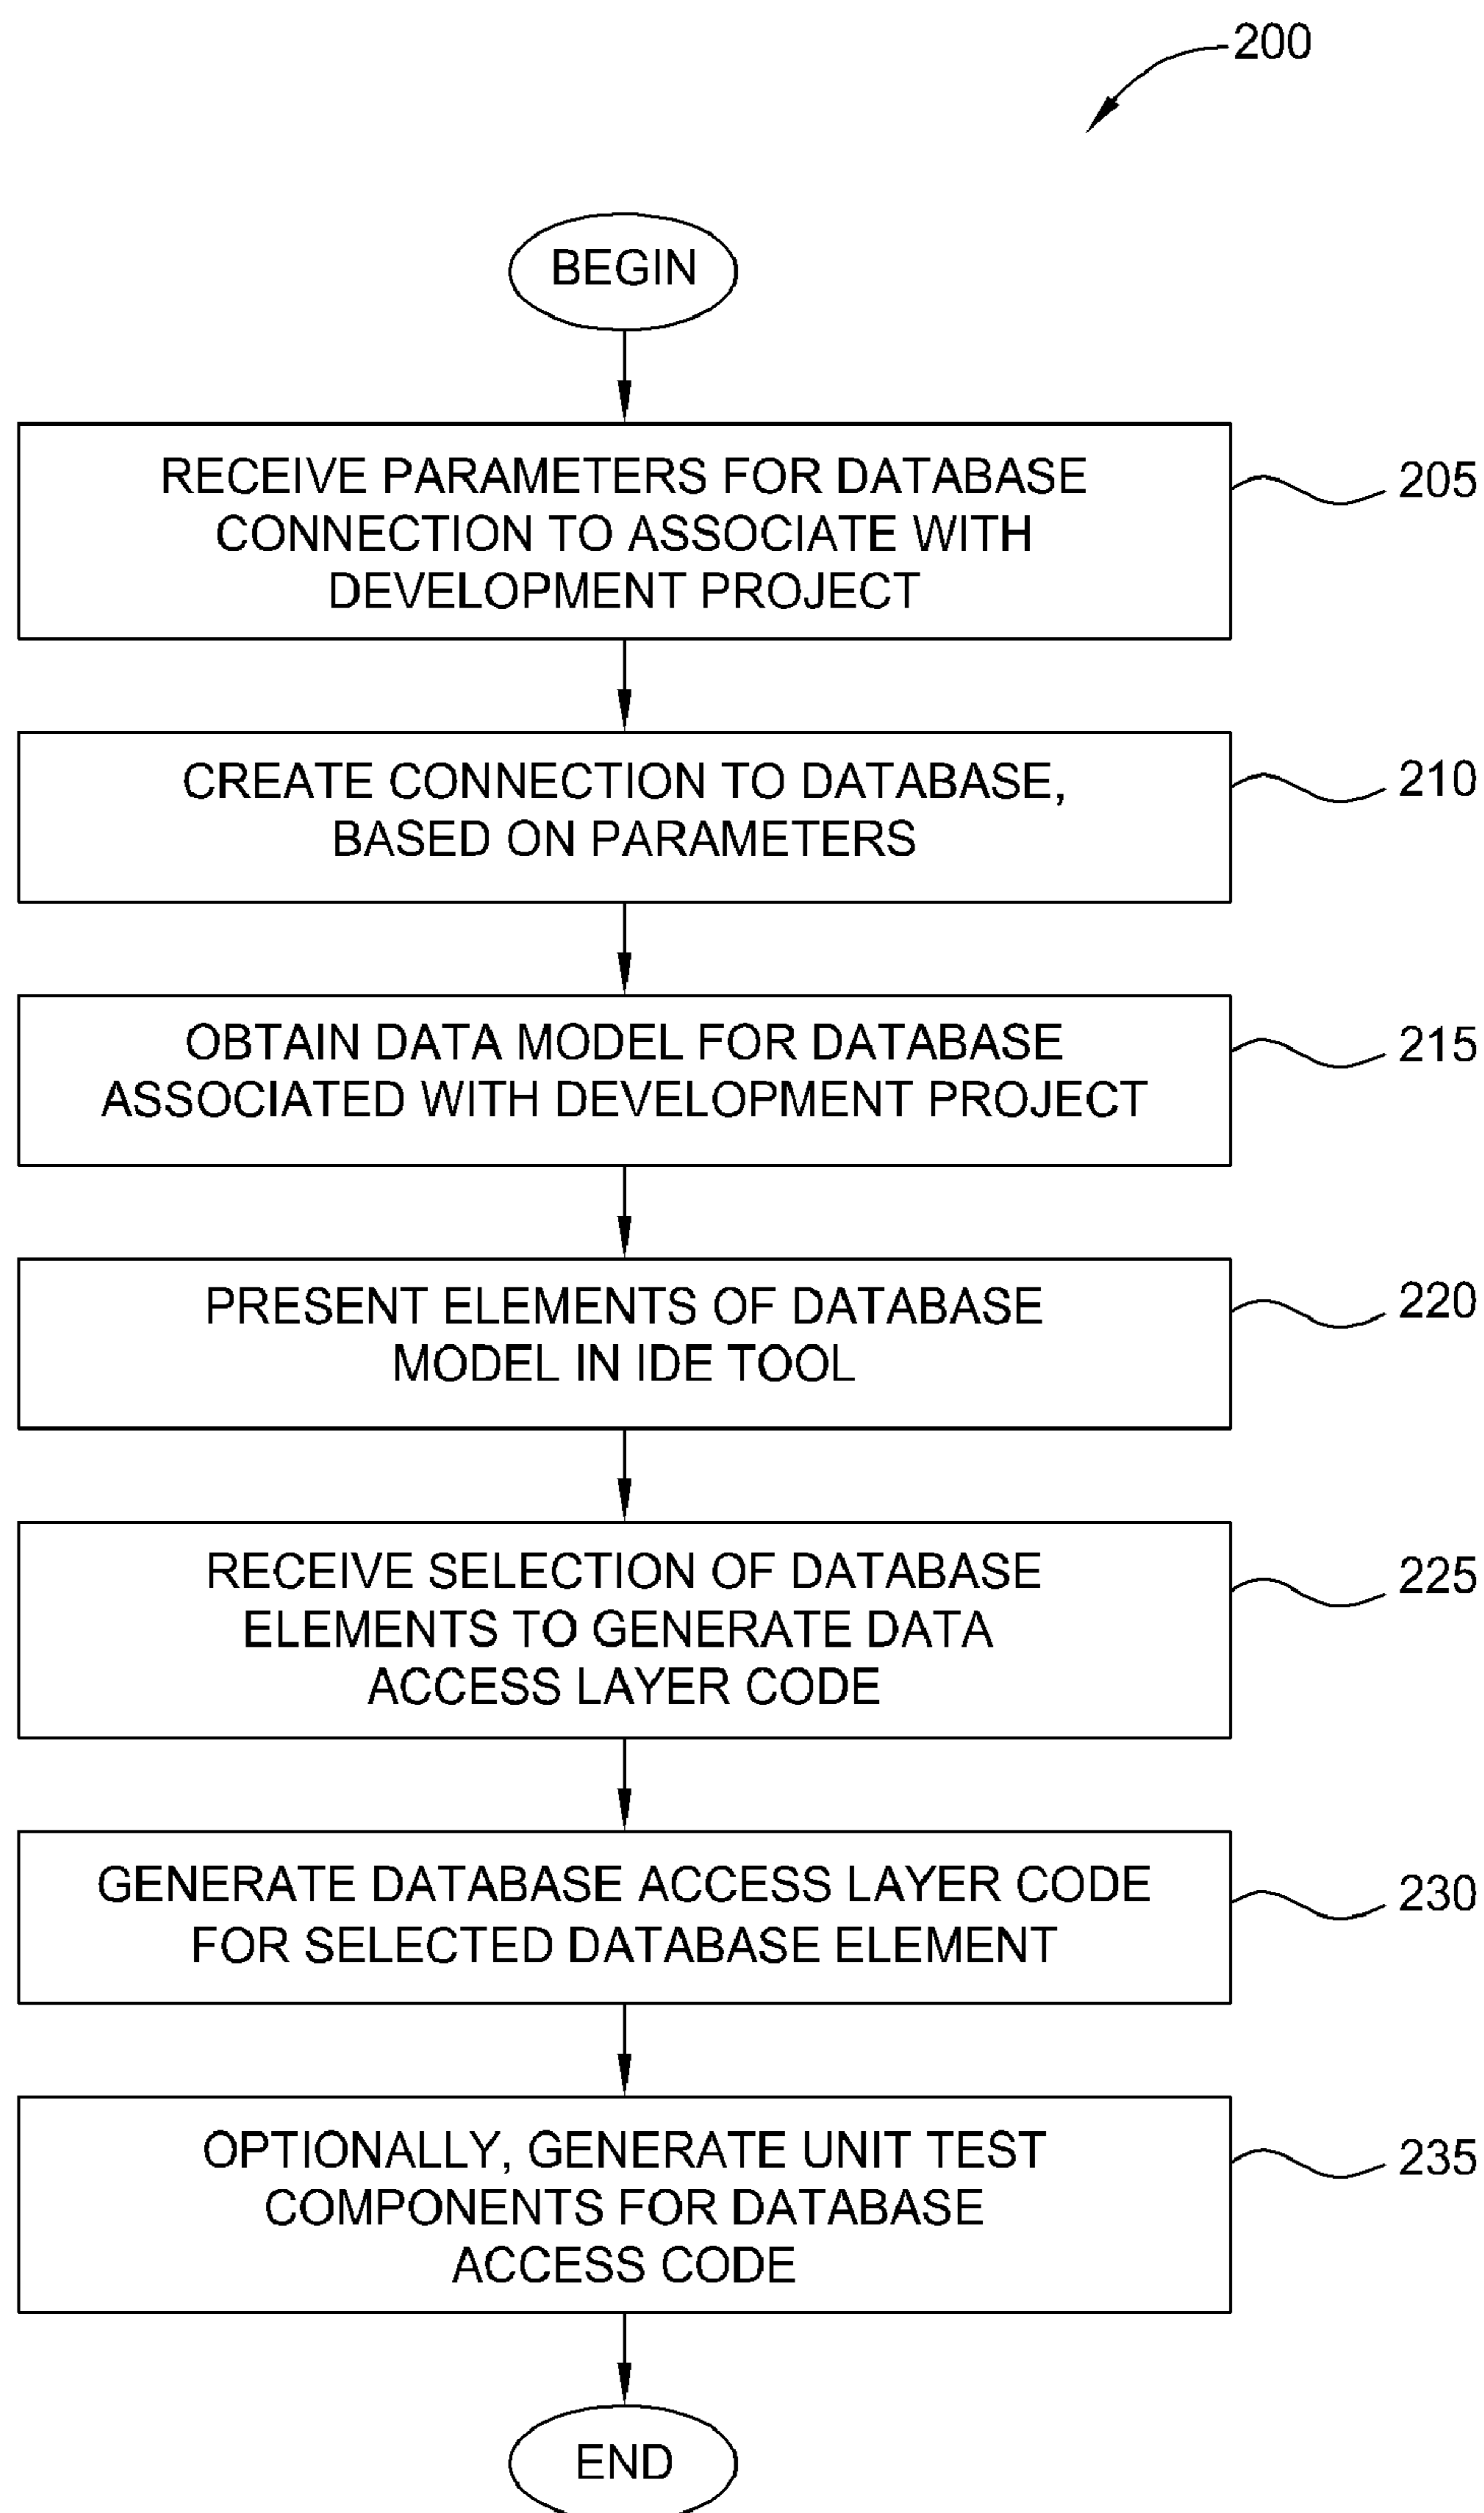 200
BEGIN
RECEIVE PARAMETERS FOR DATABASE
CONNECTION TO ASSOCIATE WITH
DEVELOPMENT PROJECT
205
CREATE CONNECTION TO DATABASE,
BASED ON PARAMETERS
210
OBTAIN DATA MODEL FOR DATABASE
ASSOCIATED WITH DEVELOPMENT PROJECT
215
PRESENT ELEMENTS OF DATABASE
MODEL IN IDE TOOL
220
RECEIVE SELECTION OF DATABASE
ELEMENTS TO GENERATE DATA
ACCESS LAYER CODE
225
GENERATE DATABASE ACCESS LAYER CODE
FOR SELECTED DATABASE ELEMENT
230
OPTIONALLY, GENERATE UNIT TEST
COMPONENTS FOR DATABASE
ACCESS CODE
235
END